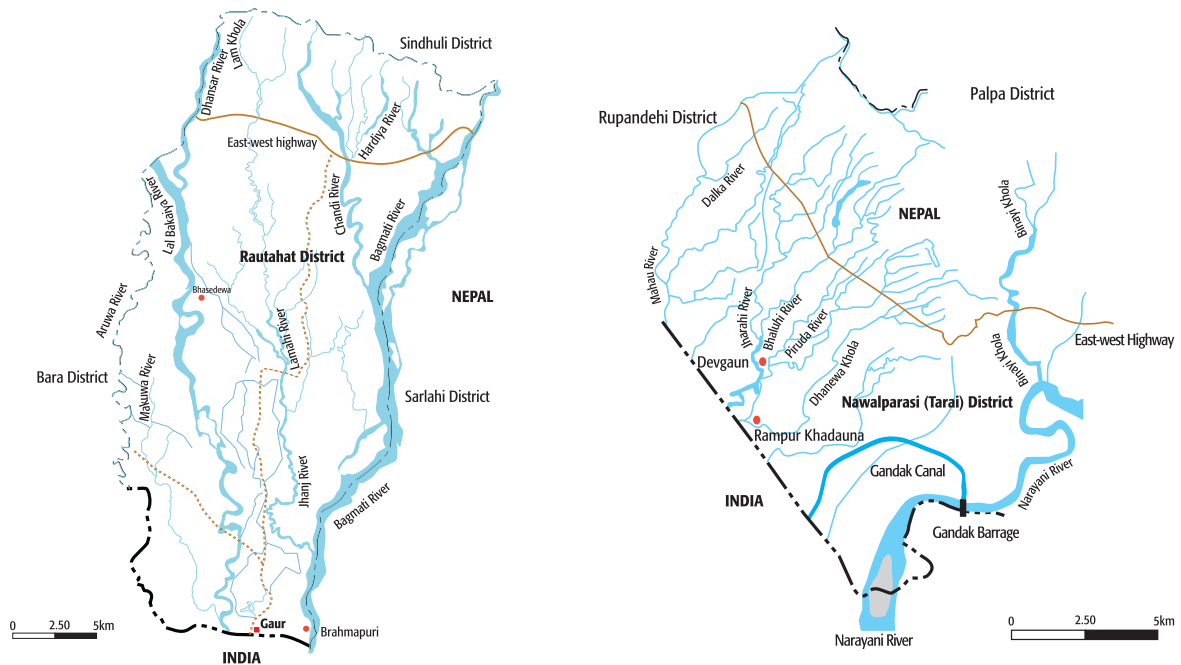 Sindhuli District
Lam Khola
Dhansar River
East-west highway
Hardiya River
Lal Bakaiya River
Chandi River
Bagmati River
Rautahat District
Bhasedewa
NEPAL
Aruwa River
Lamahi River
Bara District
Makuwa River
Sarlahi District
Jhanj River
Bagmati River
Gaur
Brahmapuri
INDIA
0 2.50 5km
Palpa District
Rupandehi District
Dalka River
NEPAL
Binayi Khola
Mahau River
Jharahi River
Bhaluhi River
Piruda River
Devgaun
Dhanewa Khola
Binayi Khola
East-west Highway
Nawalparasi (Tarai) District
Rampur Khadauna
Gandak Canal
Narayani River
INDIA
Gandak Barrage
Narayani River
0 2.50 5km